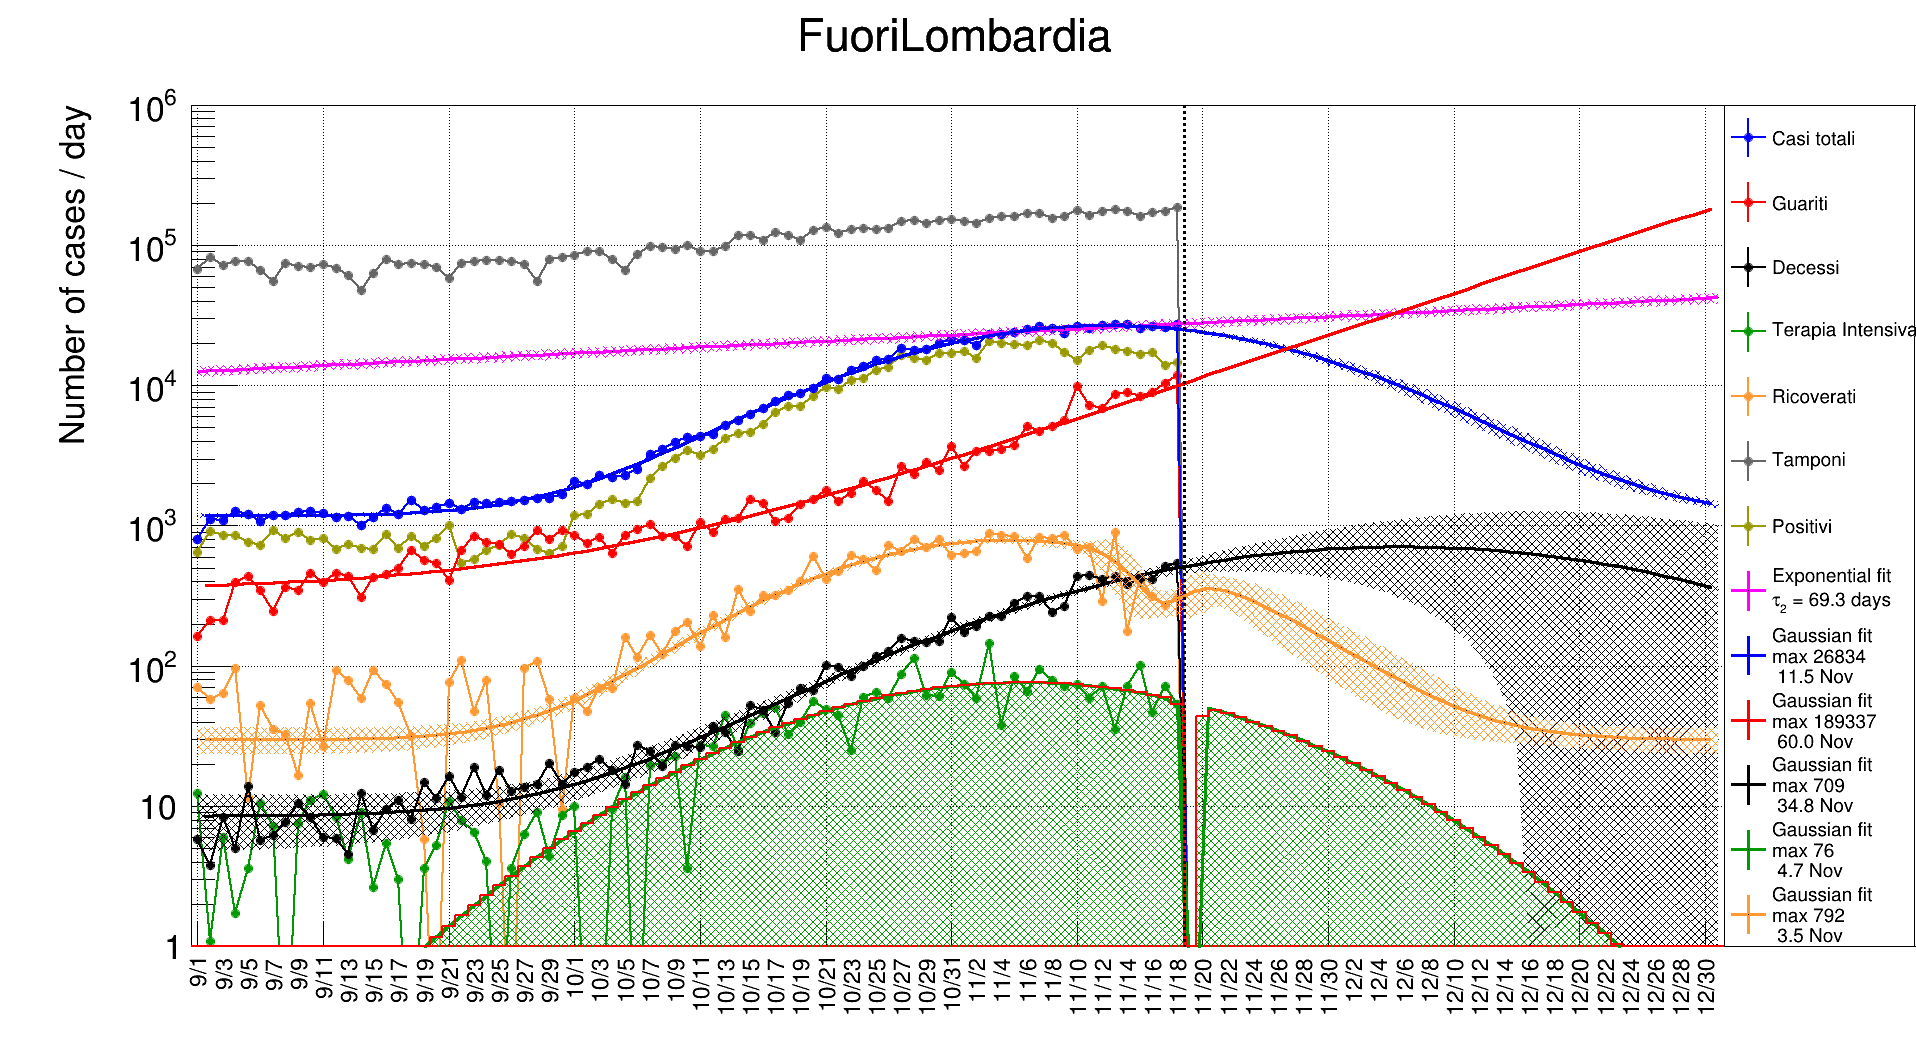 FuoriLombardia
Number of cases / day
10^6
10^5
10^4
10^3
10^2
10
1
9/1
9/3
9/5
9/7
9/9
9/11
9/13
9/15
9/17
9/19
9/21
9/23
9/25
9/27
9/29
10/1
10/3
10/5
10/7
10/9
10/11
10/13
10/15
10/17
10/19
10/21
10/23
10/25
10/27
10/29
10/31
11/2
11/4
11/6
11/8
11/10
11/12
11/14
11/16
11/18
11/20
11/22
11/24
11/26
11/28
11/30
12/2
12/4
12/6
12/8
12/10
12/12
12/14
12/16
12/18
12/20
12/22
12/24
12/26
12/28
12/30
Casi totali
Guariti
Decessi
Terapia Intensiva
Ricoverati
Tamponi
Positivi
Exponential fit
τ2 = 69.3 days
Gaussian fit
max 26834
11.5 Nov
Gaussian fit
max 189337
60.0 Nov
Gaussian fit
max 709
34.8 Nov
Gaussian fit
max 76
4.7 Nov
Gaussian fit
max 792
3.5 Nov